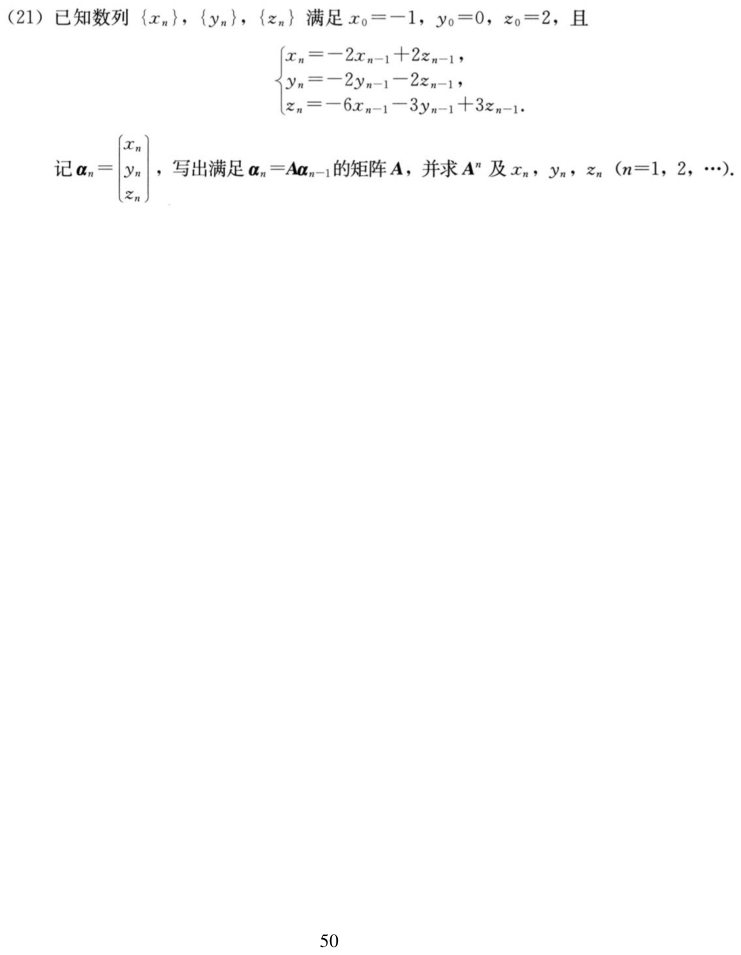 (21) 已知数列 {xₙ}, {yₙ}, {zₙ} 满足 x₀=-1, y₀=0, z₀=2, 且
xₙ=-2xₙ₋₁+2zₙ₋₁,
yₙ=-2yₙ₋₁-2zₙ₋₁,
zₙ=-6xₙ₋₁-3yₙ₋₁+3zₙ₋₁.
记 αₙ=(xₙ yₙ zₙ), 写出满足 αₙ=Aαₙ₋₁的矩阵 A, 并求 Aⁿ 及 xₙ, yₙ, zₙ (n=1, 2, ⋯).
50